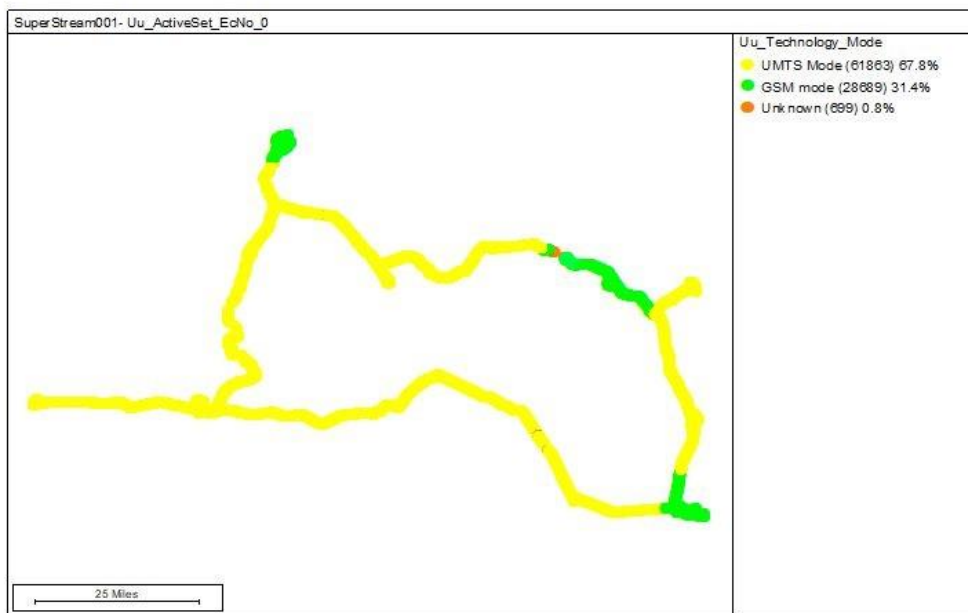 SuperStream001- Uu_ActiveSet_EcNo_0
Uu_Technology_Mode
UMTS Mode (61863) 67.8%
GSM mode (28689) 31.4%
Unknown (699) 0.8%
25 Miles